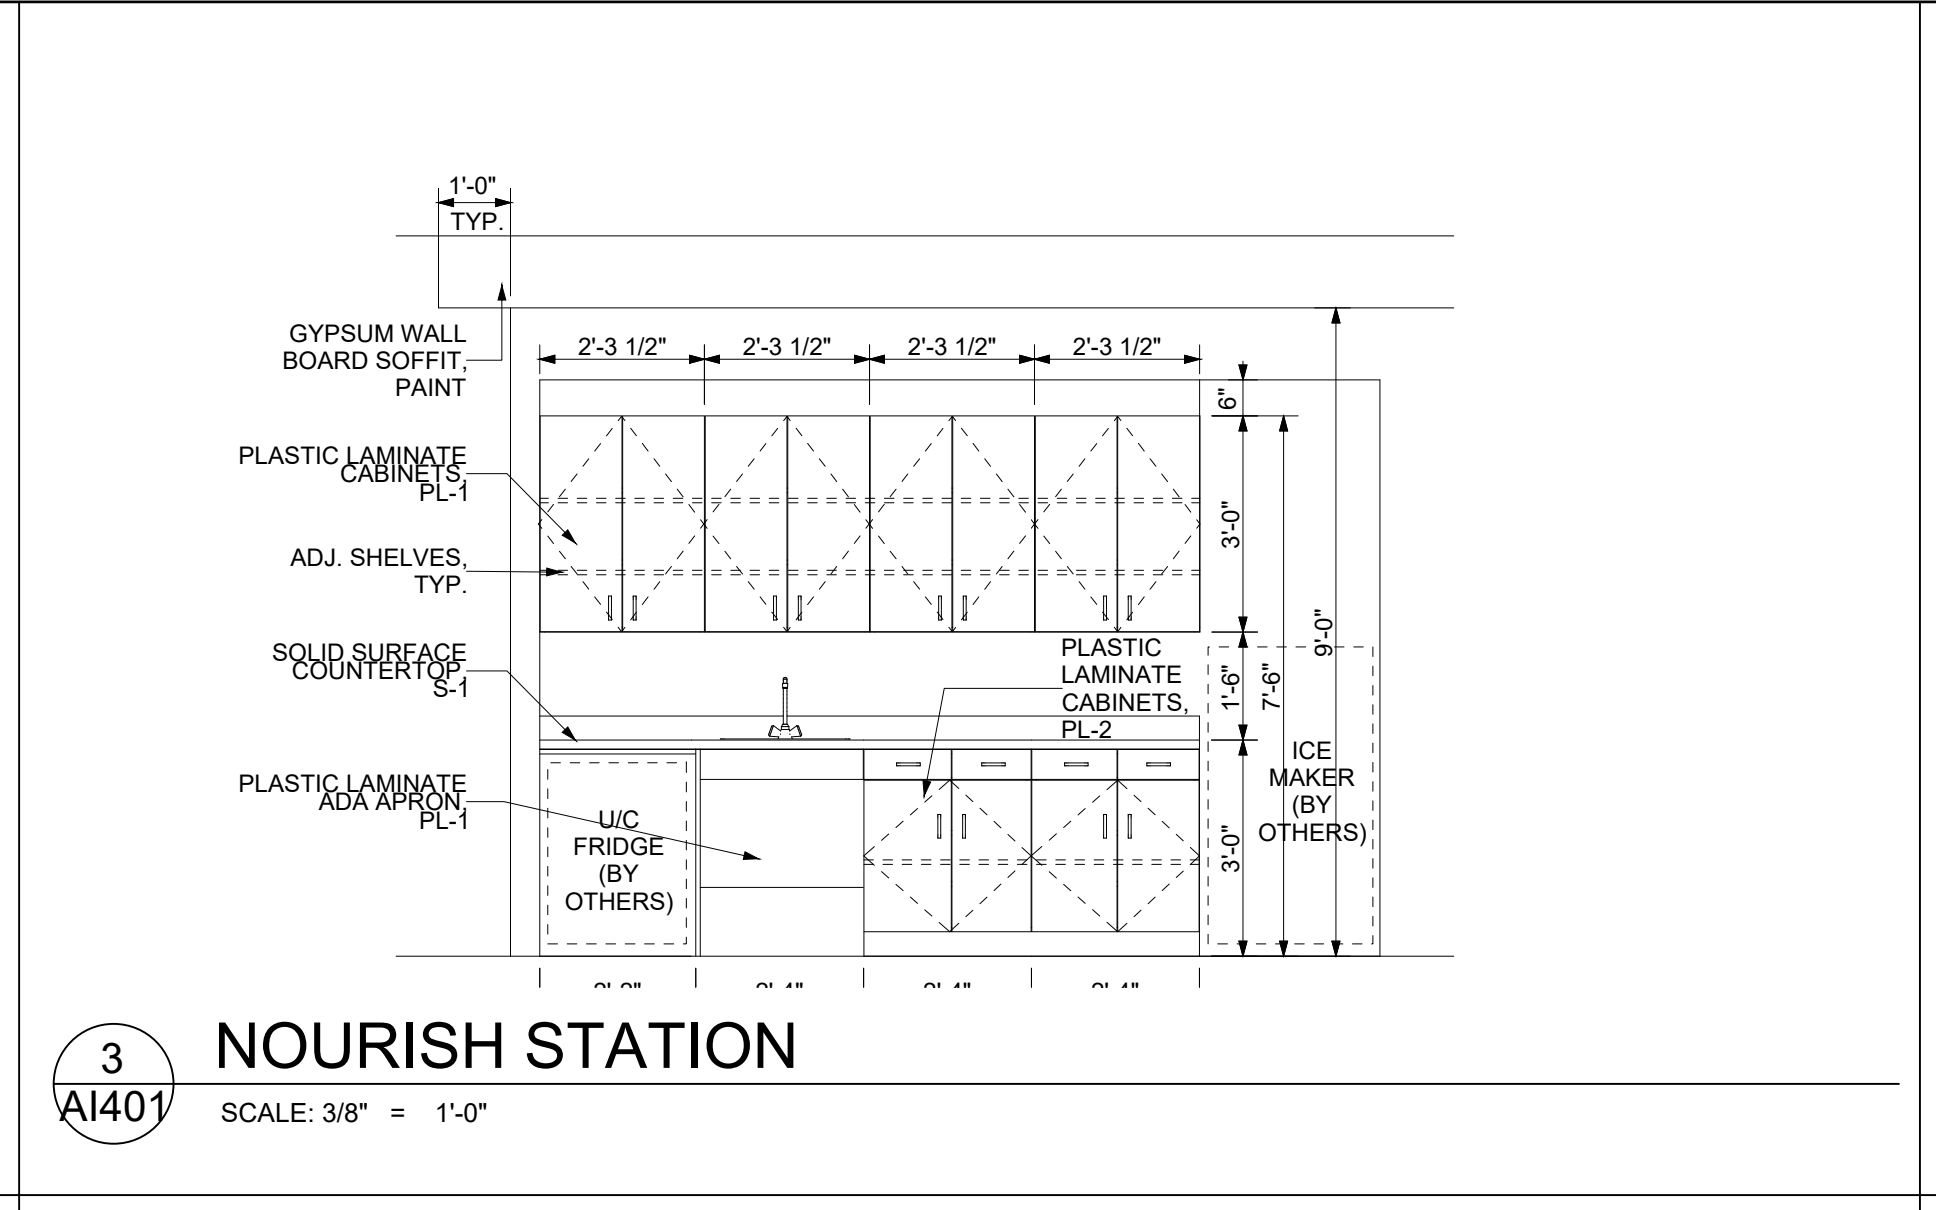 1'-0"
TYP.
GYPSUM WALL
BOARD SOFFIT,
PAINT
2'-3 1/2"
2'-3 1/2"
2'-3 1/2"
2'-3 1/2"
6"
PLASTIC LAMINATE
CABINETS,
PL-1
3'-0"
ADJ. SHELVES,
TYP.
9'-0"
SOLID SURFACE
COUNTERTOP,
S-1
PLASTIC
LAMINATE
CABINETS,
PL-2
1'-6"
7'-6"
ICE
MAKER
(BY
OTHERS)
PLASTIC LAMINATE
ADA APRON,
PL-1
U/C
FRIDGE
(BY
OTHERS)
3'-0"
NOURISH STATION
3
AI401
SCALE: 3/8" = 1'-0"